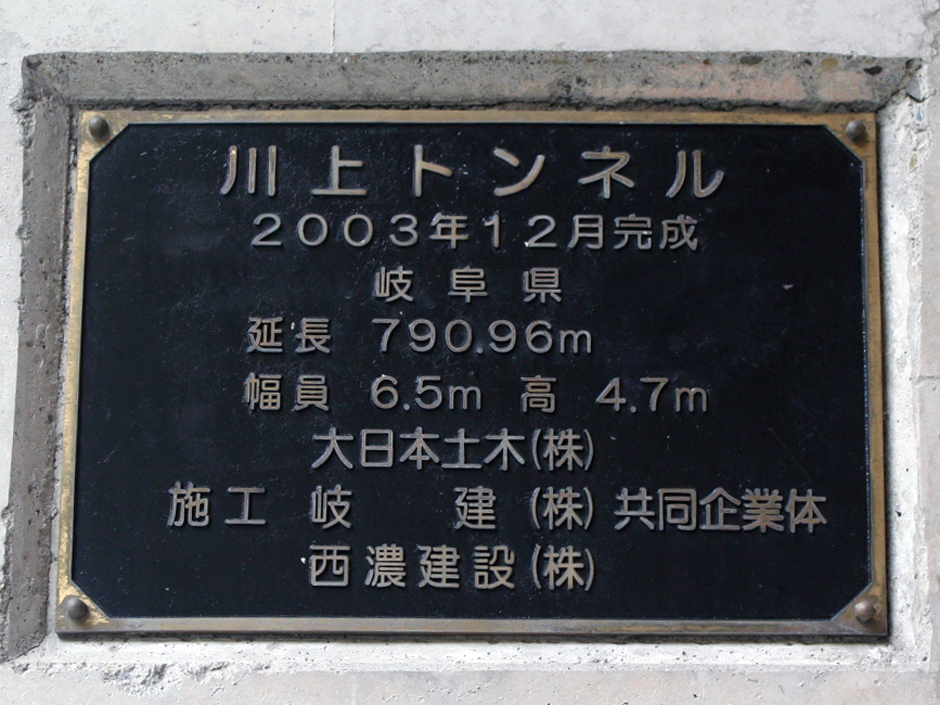 川上トンネル
２００３年１２月完成
岐阜県
延長　790.96m
幅員　6.5m　高　4.7m
大日本土木(株)
施工　岐　建　(株)　共同企業体
西濃建設(株)